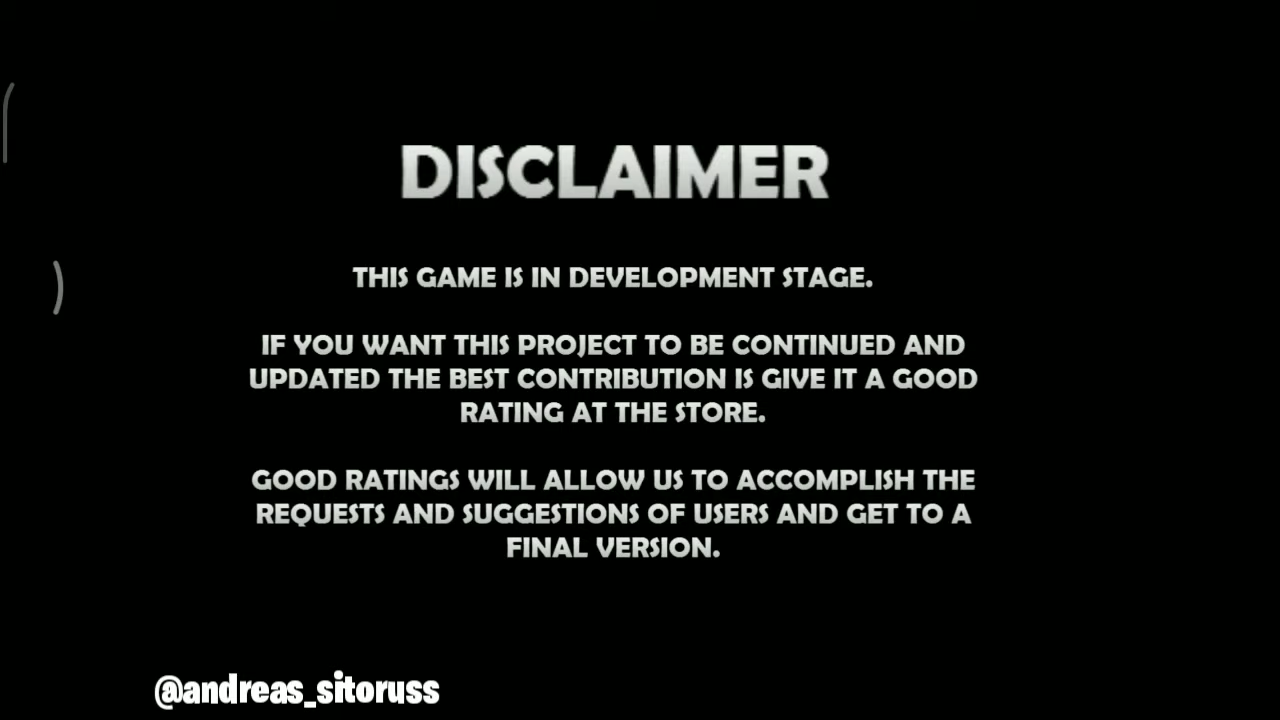 DISCLAIMER
THIS GAME IS IN DEVELOPMENT STAGE.
IF YOU WANT THIS PROJECT TO BE CONTINUED AND
UPDATED THE BEST CONTRIBUTION IS GIVE IT A GOOD
RATING AT THE STORE.
GOOD RATINGS WILL ALLOW US TO ACCOMPLISH THE
REQUESTS AND SUGGESTIONS OF USERS AND GET TO A
FINAL VERSION.
@andreas_sitoruss